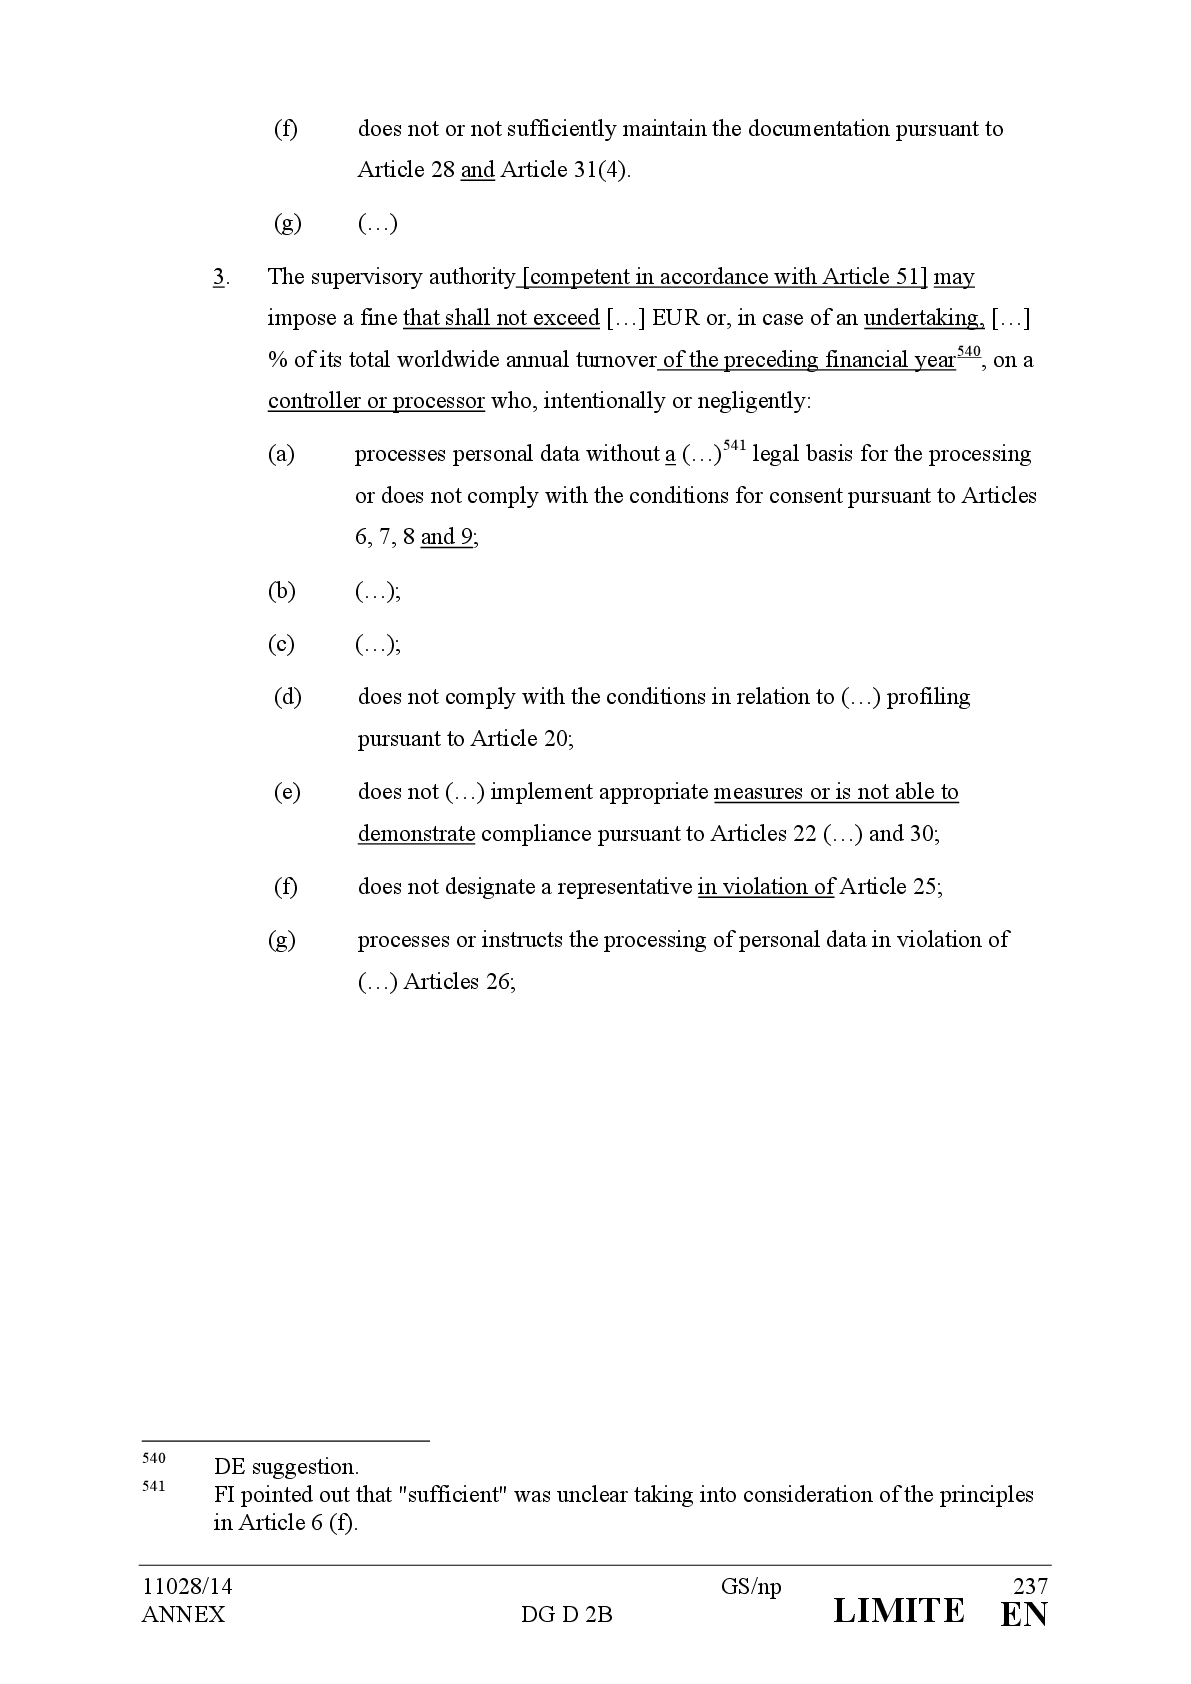 (f) does not or not sufficiently maintain the documentation pursuant to
Article 28 and Article 31(4).
(g) (…)
3. The supervisory authority [competent in accordance with Article 51] may
impose a fine that shall not exceed […] EUR or, in case of an undertaking, […]
% of its total worldwide annual turnover of the preceding financial year540, on a
controller or processor who, intentionally or negligently:
(a) processes personal data without a (…)541 legal basis for the processing
or does not comply with the conditions for consent pursuant to Articles
6, 7, 8 and 9;
(b) (…);
(c) (…);
(d) does not comply with the conditions in relation to (…) profiling
pursuant to Article 20;
(e) does not (…) implement appropriate measures or is not able to
demonstrate compliance pursuant to Articles 22 (…) and 30;
(f) does not designate a representative in violation of Article 25;
(g) processes or instructs the processing of personal data in violation of
(…) Articles 26;
540 DE suggestion.
541 FI pointed out that "sufficient" was unclear taking into consideration of the principles
in Article 6 (f).
11028/14 GS/np 237
ANNEX DG D 2B LIMITE EN